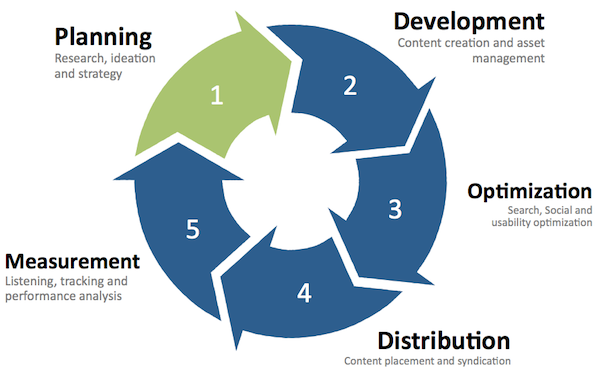 Planning
Research, ideation
and strategy
1
Development
Content creation and asset
management
2
Optimization
Search, Social and
usability optimization
3
Distribution
Content placement and syndication
4
Measurement
Listening, tracking and
performance analysis
5